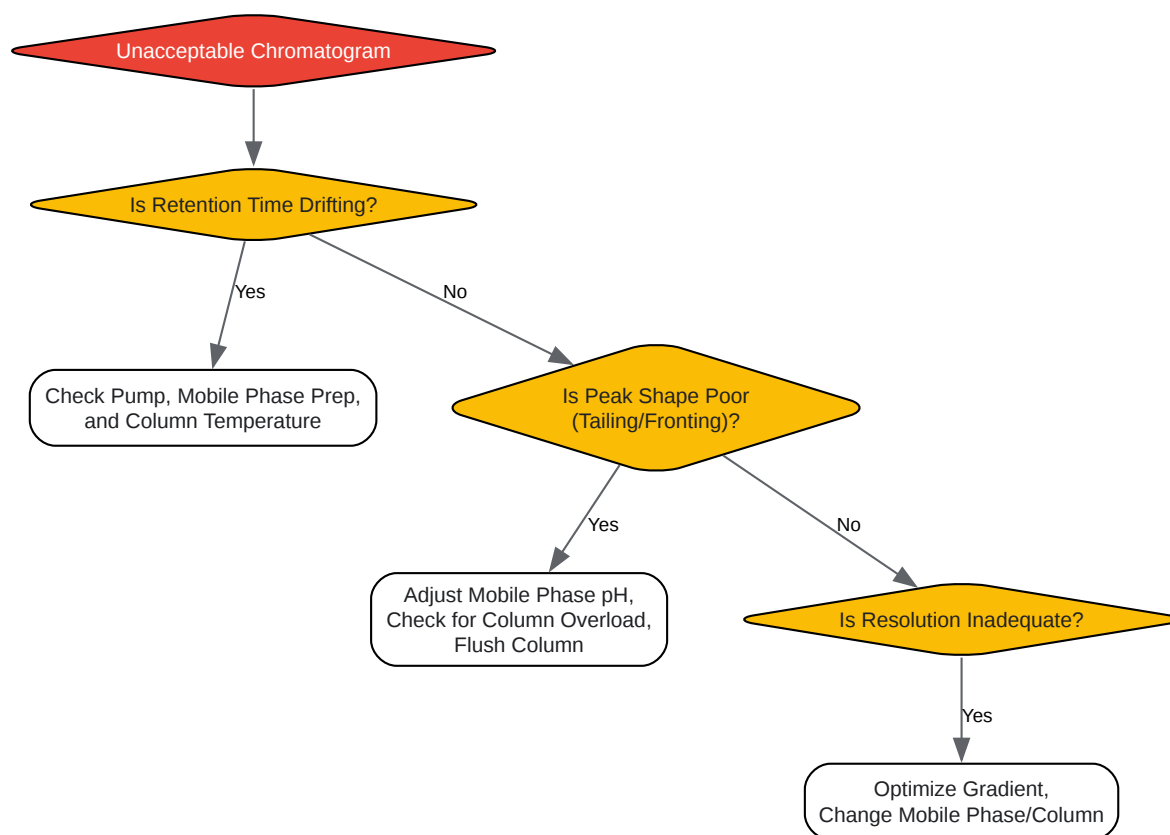 Unacceptable Chromatogram
Is Retention Time Drifting?
Yes
No
Check Pump, Mobile Phase Prep,
and Column Temperature
Is Peak Shape Poor
(Tailing/Fronting)?
Yes
No
Adjust Mobile Phase pH,
Check for Column Overload,
Flush Column
Is Resolution Inadequate?
Yes
Optimize Gradient,
Change Mobile Phase/Column